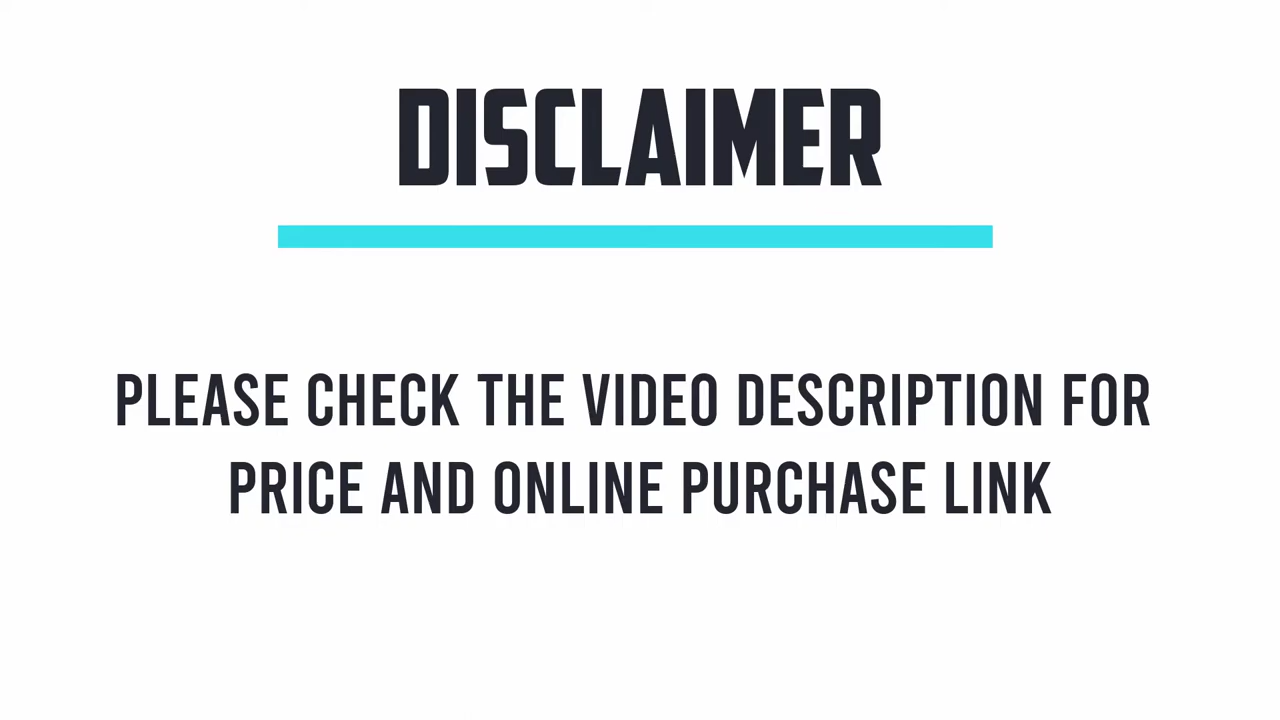 DISCLAIMER
PLEASE CHECK THE VIDEO DESCRIPTION FOR
PRICE AND ONLINE PURCHASE LINK